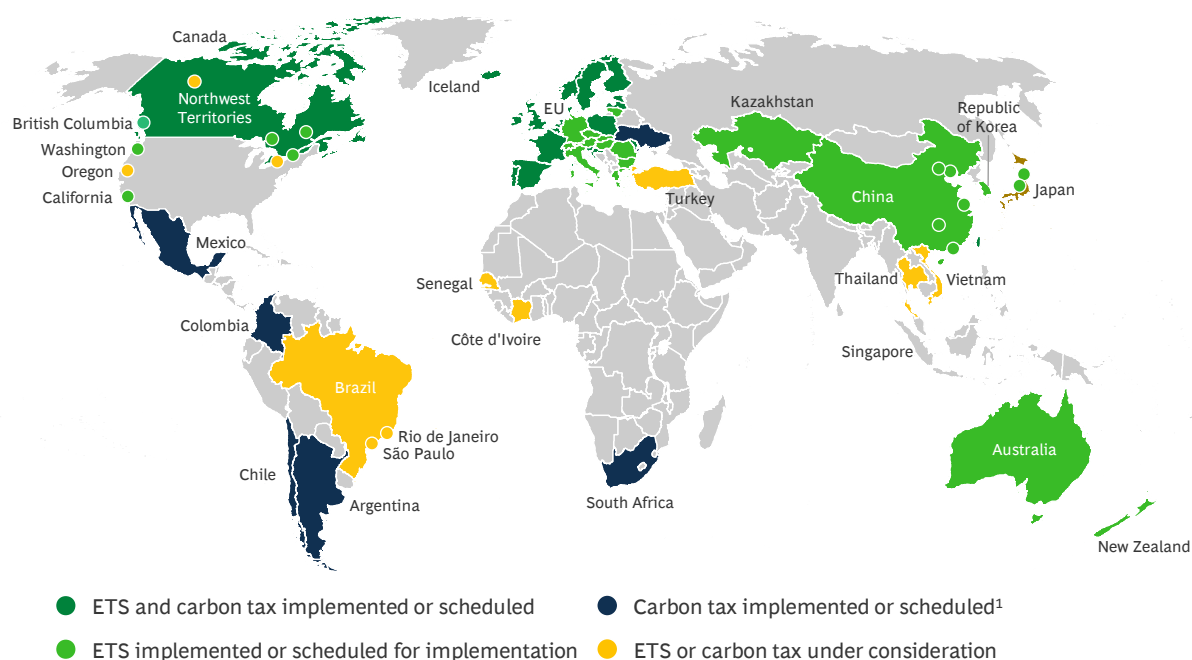 Canada
Iceland
Northwest
Territories
EU
Kazakhstan
Republic
of Korea
British Columbia
Washington
Oregon
California
Turkey
China
Japan
Mexico
Senegal
Thailand
Vietnam
Colombia
Côte d'Ivoire
Singapore
Brazil
Rio de Janeiro
São Paulo
Chile
Argentina
South Africa
Australia
New Zealand
ETS and carbon tax implemented or scheduled
Carbon tax implemented or scheduled¹
ETS implemented or scheduled for implementation
ETS or carbon tax under consideration